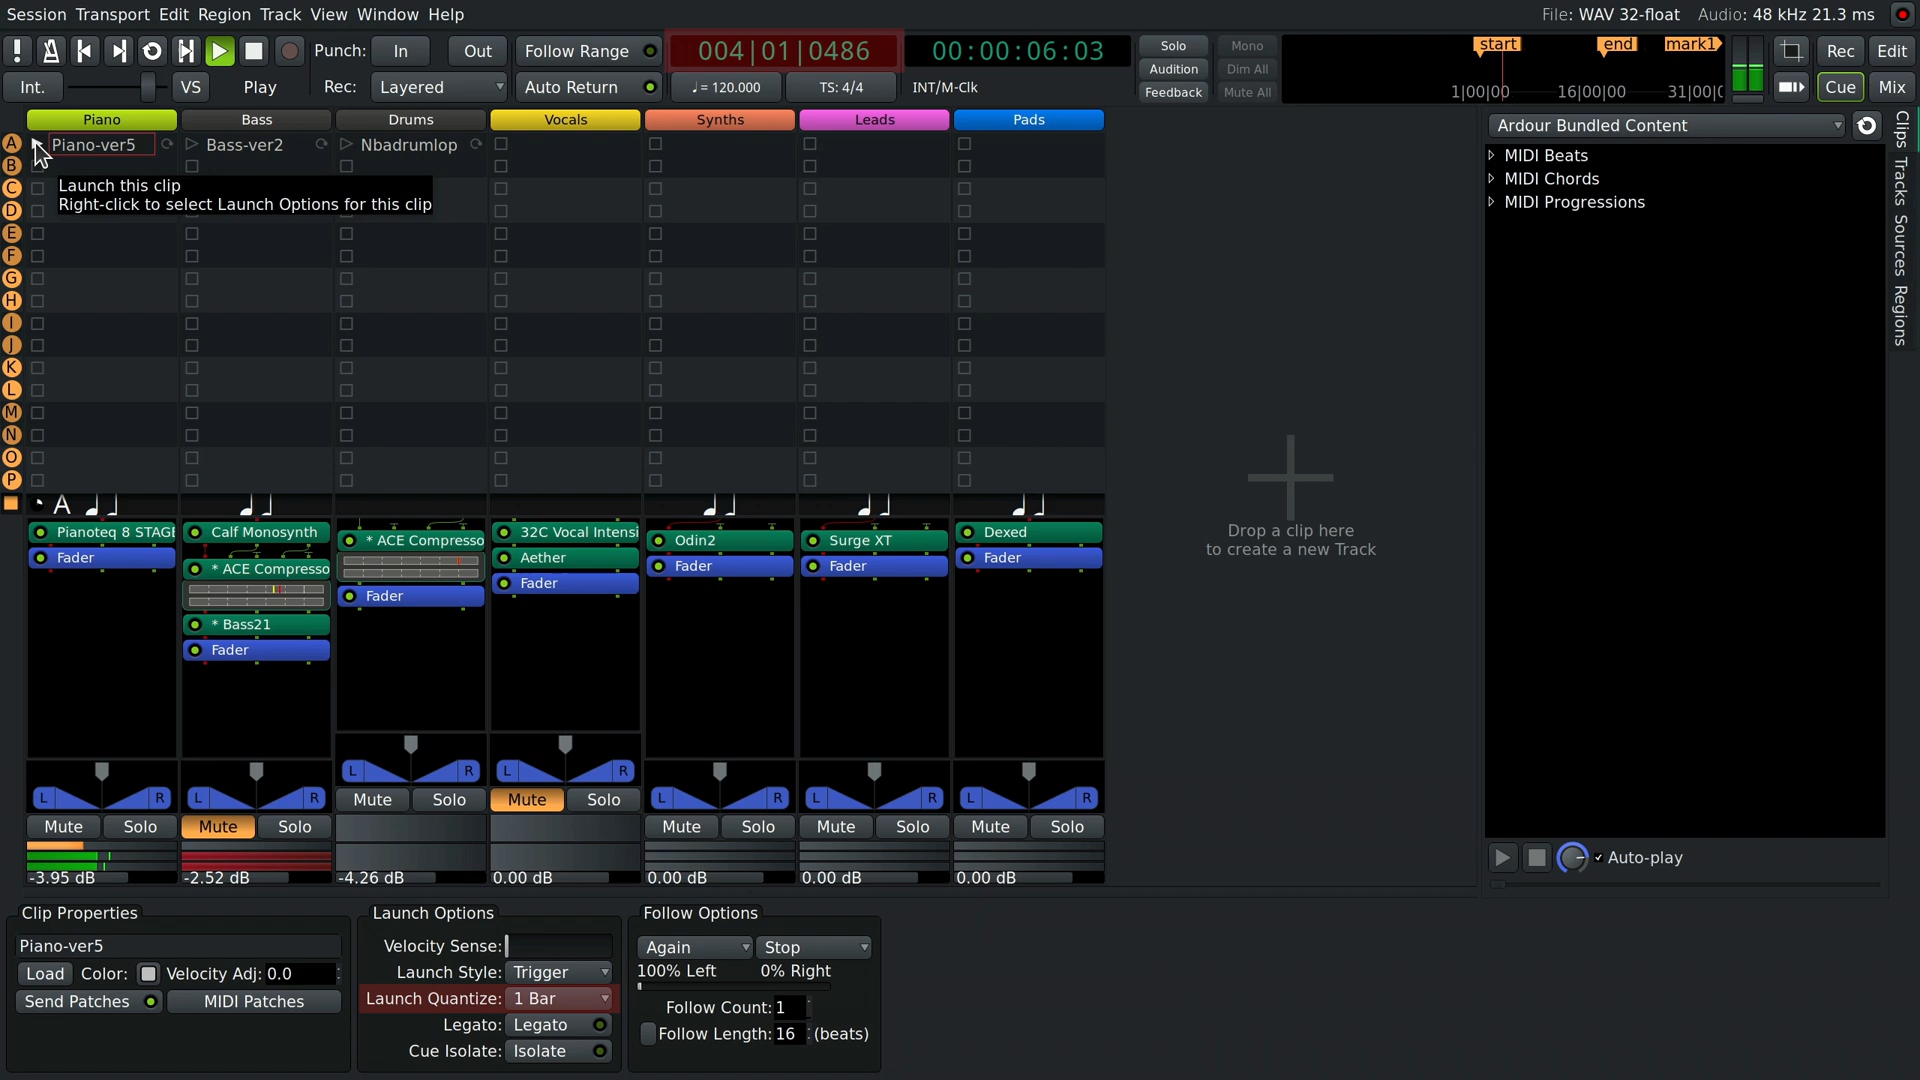 Session Transport Edit Region Track View Window Help
File: WAV 32-float Audio: 48 kHz 21.3 ms
Punch: In Out Follow Range 004|01|0486 00:00:06:03
Solo Mono
Audition Dim All
Feedback Mute All
start end mark1
1|00|00 16|00|00 31|00|0
Rec Edit
Cue Mix
Int. VS Play Rec: Layered Auto Return ♩ = 120.000 TS: 4/4 INT/M-Clk
Piano Bass Drums Vocals Synths Leads Pads
A Piano-ver5 Bass-ver2 Nbadrumlop
B
C
D
E
F
G
H
I
J
K
L
M
N
O
P
Launch this clip
Right-click to select Launch Options for this clip
A
Pianoteq 8 STAGE Calf Monosynth * ACE Compresso 32C Vocal Intensi Odin2 Surge XT Dexed
Fader * ACE Compresso Fader Aether Fader Fader Fader
* Bass21 Fader
Fader
L R L R L R L R L R L R L R
Mute Solo Mute Solo Mute Solo Mute Solo Mute Solo Mute Solo Mute Solo
-3.95 dB -2.52 dB -4.26 dB 0.00 dB 0.00 dB 0.00 dB 0.00 dB
Drop a clip here
to create a new Track
Ardour Bundled Content
MIDI Beats
MIDI Chords
MIDI Progressions
Clips Tracks Sources Regions
Auto-play
Clip Properties
Piano-ver5
Load Color: Velocity Adj: 0.0
Send Patches MIDI Patches
Launch Options
Velocity Sense:
Launch Style: Trigger
Launch Quantize: 1 Bar
Legato: Legato
Cue Isolate: Isolate
Follow Options
Again Stop
100% Left 0% Right
Follow Count: 1
Follow Length: 16 (beats)